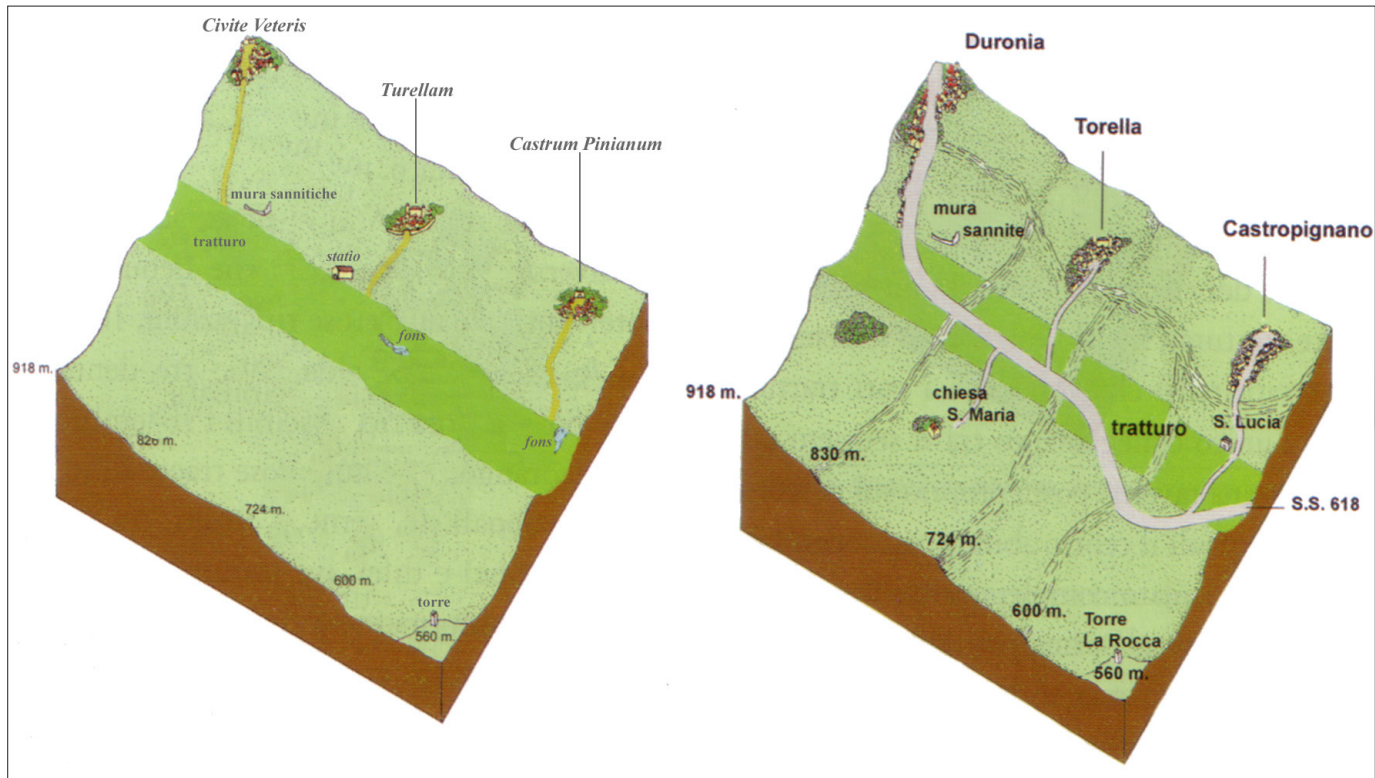 Civite Veteris
Turellam
Castrum Pinianum
mura sannitiche
tratturo
statio
fons
fons
918 m.
826 m.
724 m.
600 m.
torre
560 m.
Duronia
Torella
Castropignano
mura
sannite
chiesa
S. Maria
tratturo
S. Lucia
918 m.
830 m.
S.S. 618
724 m.
600 m.
Torre
La Rocca
560 m.